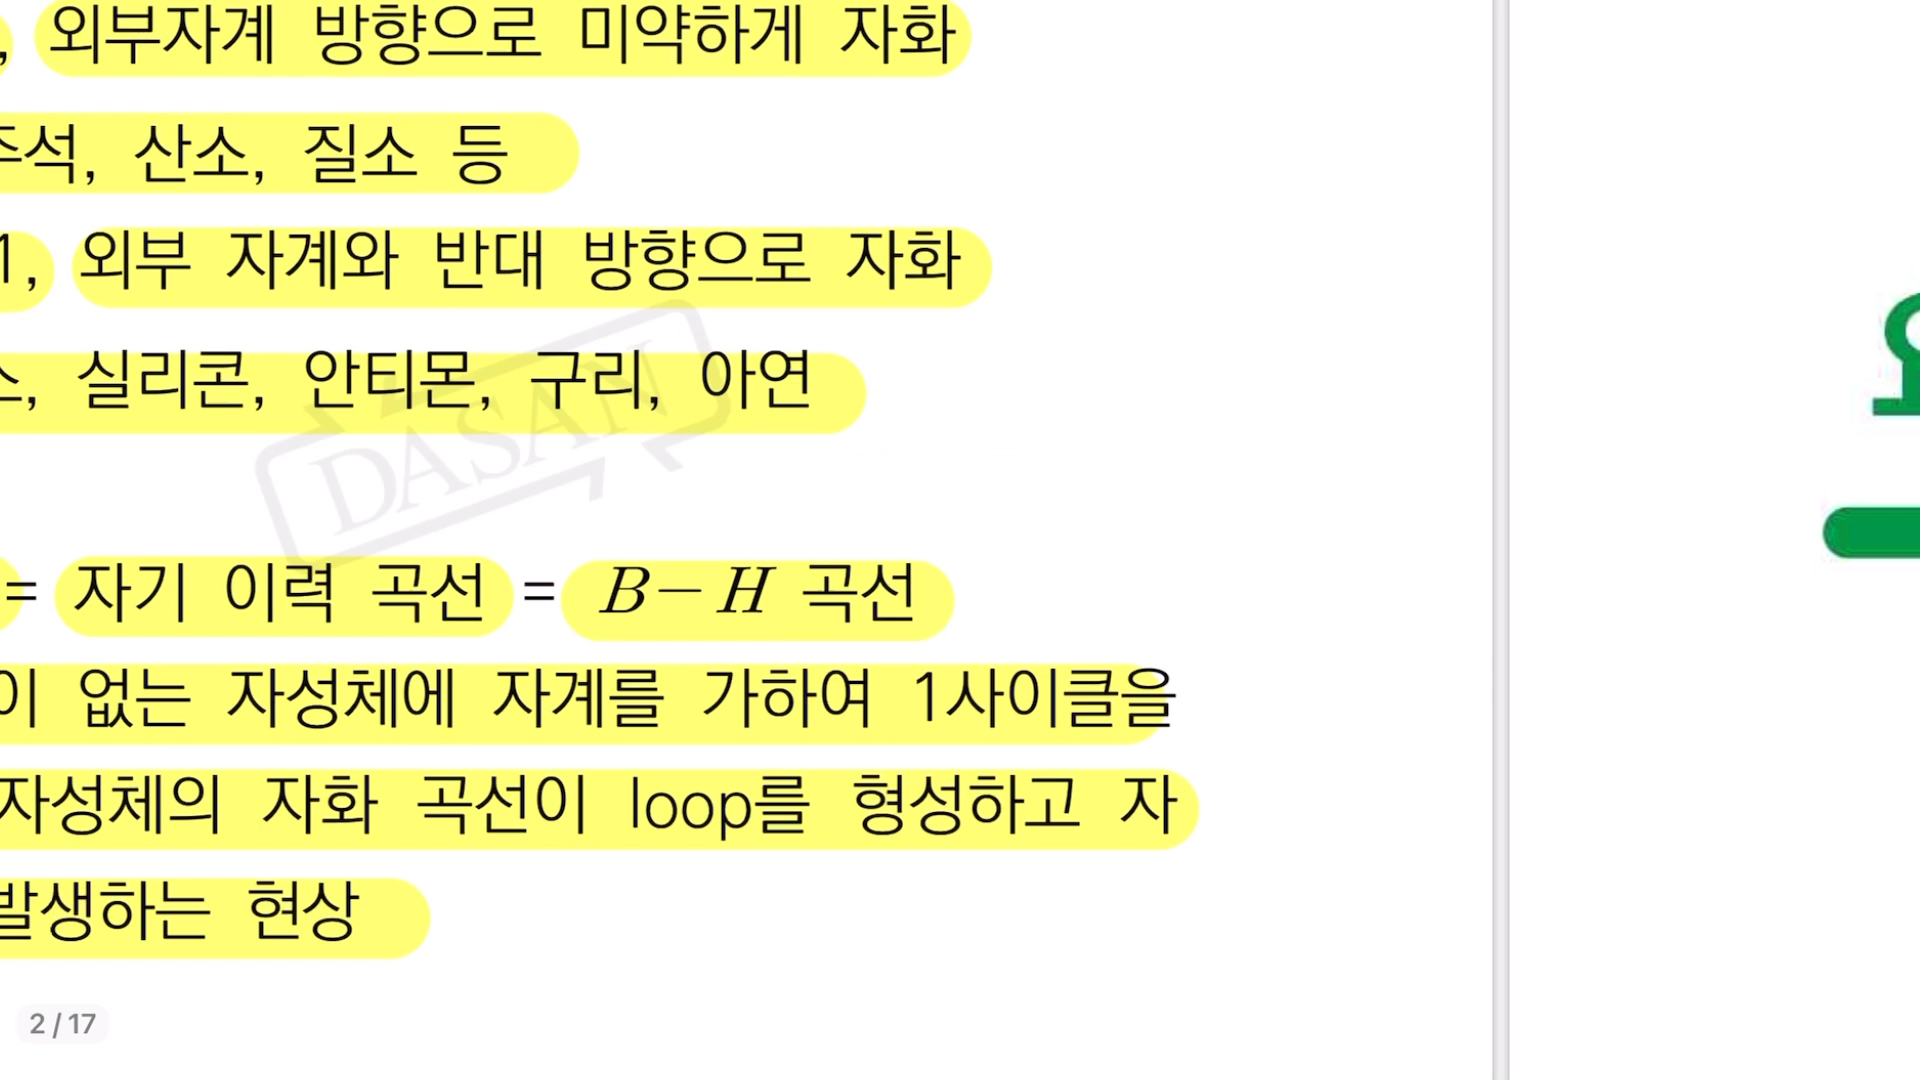 , 외부자계 방향으로 미약하게 자화
주석, 산소, 질소 등
1, 외부 자계와 반대 방향으로 자화
스, 실리콘, 안티몬, 구리, 아연
DASAN
= 자기 이력 곡선 = B－H 곡선
이 없는 자성체에 자계를 가하여 1사이클을
자성체의 자화 곡선이 loop를 형성하고 자
발생하는 현상
2 / 17